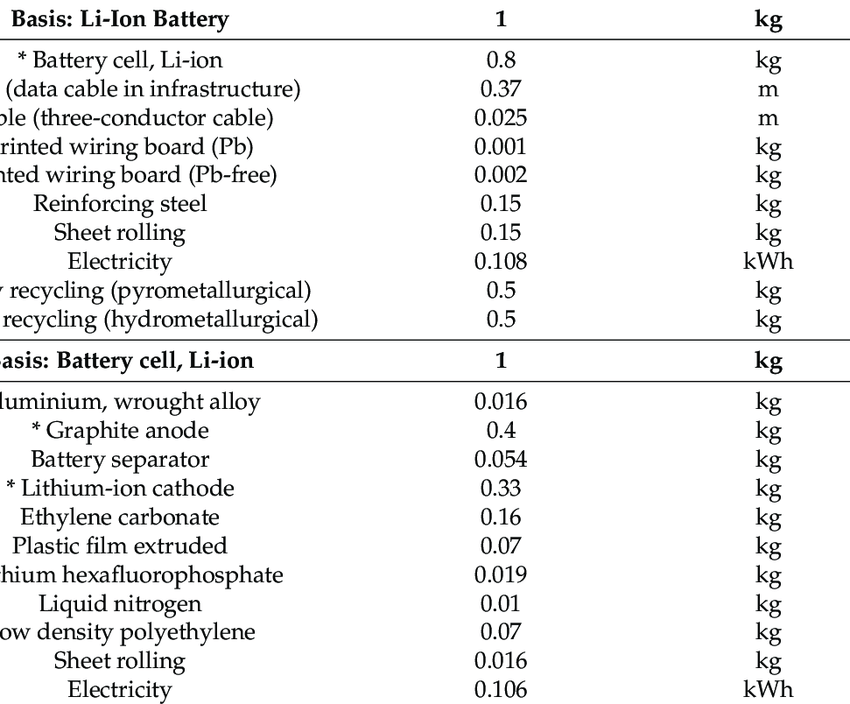 Basis: Li-Ion Battery 1 kg
* Battery cell, Li-ion 0.8 kg
(data cable in infrastructure) 0.37 m
ble (three-conductor cable) 0.025 m
rinted wiring board (Pb) 0.001 kg
nted wiring board (Pb-free) 0.002 kg
Reinforcing steel 0.15 kg
Sheet rolling 0.15 kg
Electricity 0.108 kWh
y recycling (pyrometallurgical) 0.5 kg
recycling (hydrometallurgical) 0.5 kg
asis: Battery cell, Li-ion 1 kg
luminium, wrought alloy 0.016 kg
* Graphite anode 0.4 kg
Battery separator 0.054 kg
* Lithium-ion cathode 0.33 kg
Ethylene carbonate 0.16 kg
Plastic film extruded 0.07 kg
thium hexafluorophosphate 0.019 kg
Liquid nitrogen 0.01 kg
ow density polyethylene 0.07 kg
Sheet rolling 0.016 kg
Electricity 0.106 kWh